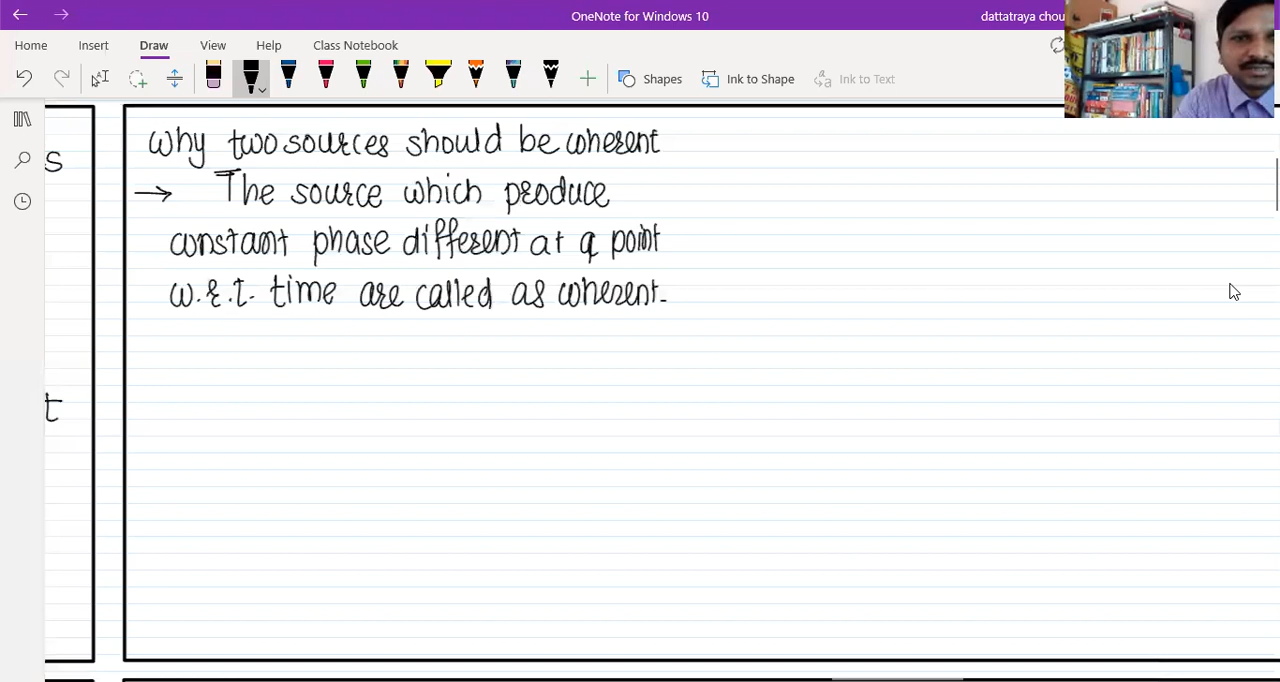 OneNote for Windows 10
dattatraya chou
Home Insert Draw View Help Class Notebook
Shapes Ink to Shape Ink to Text
s
t
Why two sources should be coherent
→ The source which produce
constant phase different at a point
w.r.t. time are called as coherent.